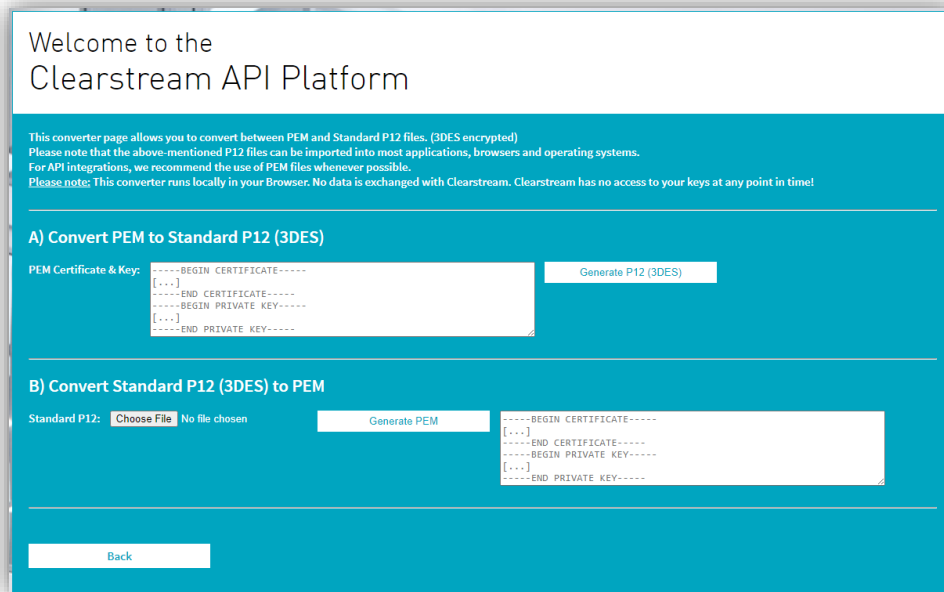 Welcome to the
Clearstream API Platform
This converter page allows you to convert between PEM and Standard P12 files. (3DES encrypted)
Please note that the above-mentioned P12 files can be imported into most applications, browsers and operating systems.
For API integrations, we recommend the use of PEM files whenever possible.
Please note: This converter runs locally in your Browser. No data is exchanged with Clearstream. Clearstream has no access to your keys at any point in time!
A) Convert PEM to Standard P12 (3DES)
PEM Certificate & Key:
-----BEGIN CERTIFICATE-----
[...]
-----END CERTIFICATE-----
-----BEGIN PRIVATE KEY-----
[...]
-----END PRIVATE KEY-----
Generate P12 (3DES)
B) Convert Standard P12 (3DES) to PEM
Standard P12: Choose File No file chosen
Generate PEM
-----BEGIN CERTIFICATE-----
[...]
-----END CERTIFICATE-----
-----BEGIN PRIVATE KEY-----
[...]
-----END PRIVATE KEY-----
Back